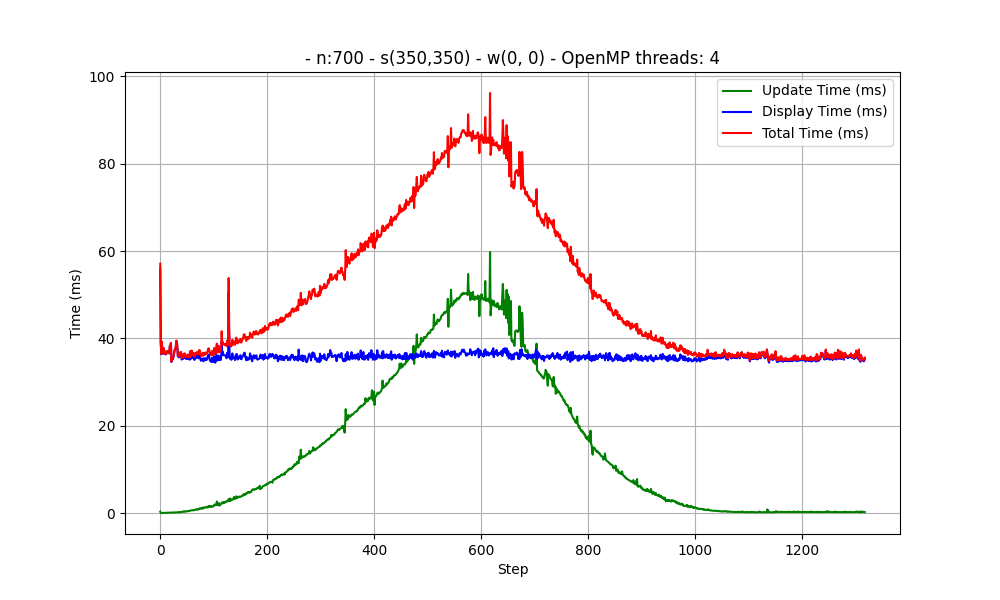 - n:700 - s(350,350) - w(0, 0) - OpenMP threads: 4
Update Time (ms)
Display Time (ms)
Total Time (ms)
100
80
60
40
20
0
Time (ms)
0 200 400 600 800 1000 1200
Step